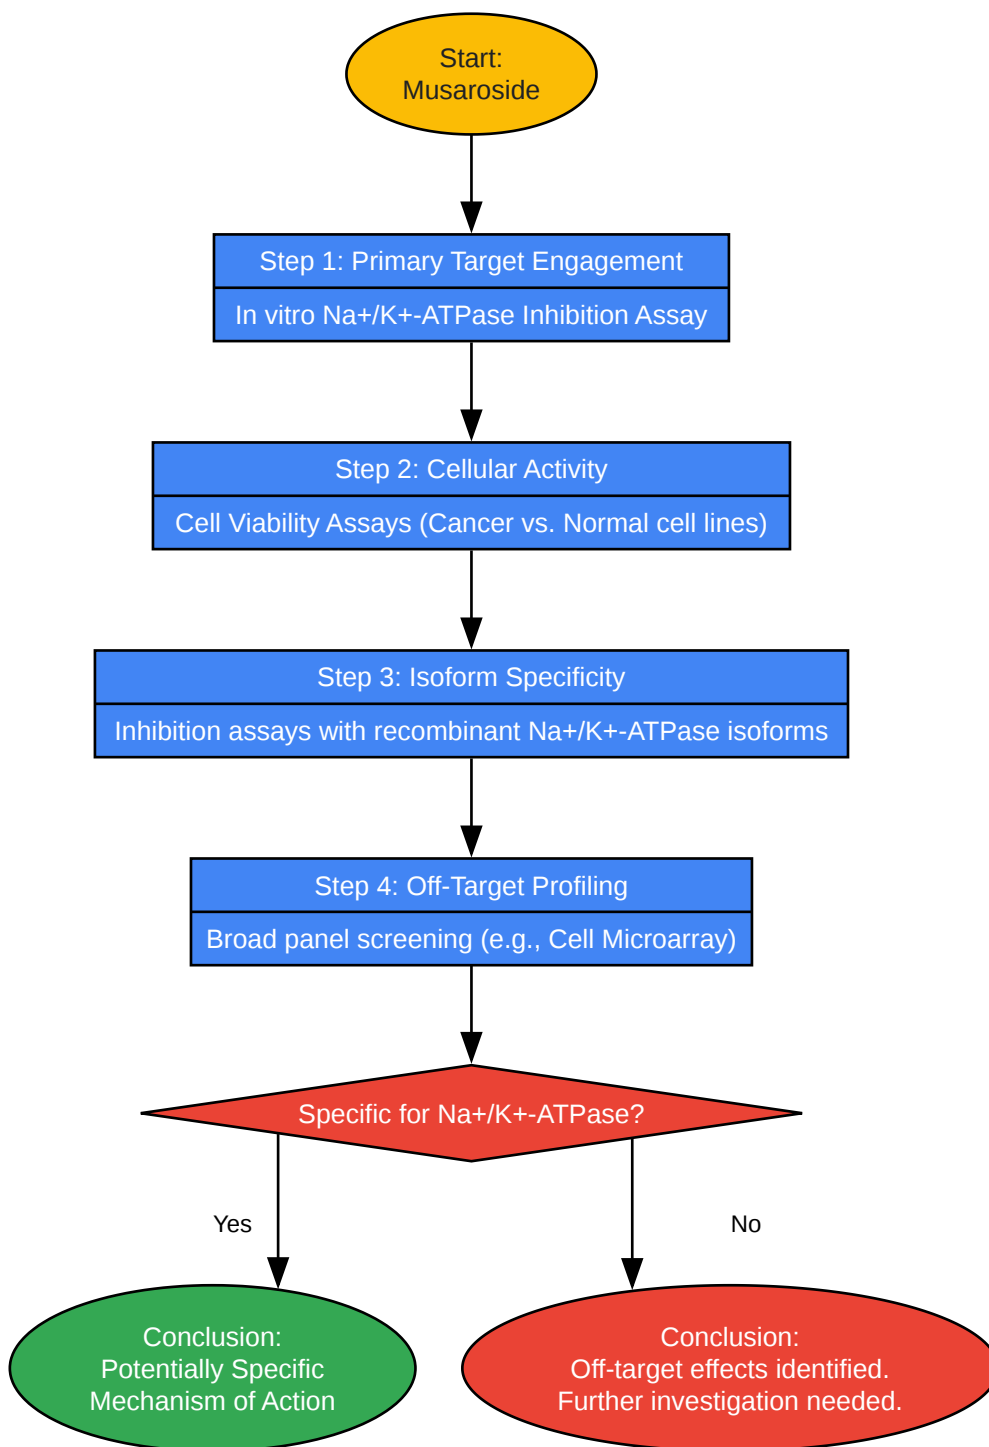 Start:
Musaroside
Step 1: Primary Target Engagement
In vitro Na+/K+-ATPase Inhibition Assay
Step 2: Cellular Activity
Cell Viability Assays (Cancer vs. Normal cell lines)
Step 3: Isoform Specificity
Inhibition assays with recombinant Na+/K+-ATPase isoforms
Step 4: Off-Target Profiling
Broad panel screening (e.g., Cell Microarray)
Specific for Na+/K+-ATPase?
Yes
No
Conclusion:
Potentially Specific
Mechanism of Action
Conclusion:
Off-target effects identified.
Further investigation needed.